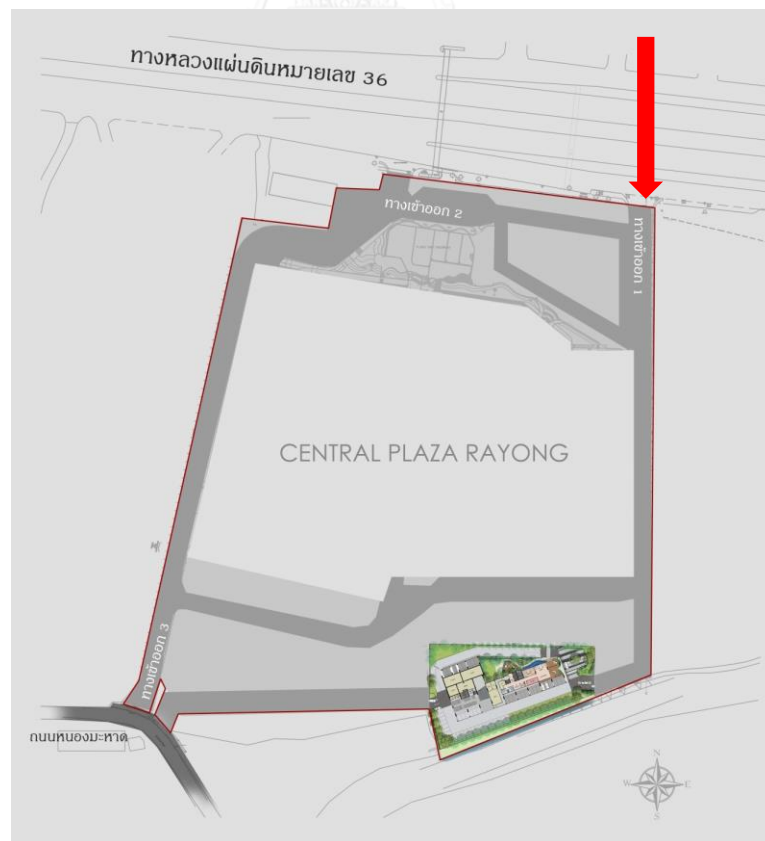 ทางหลวงแผ่นดินหมายเลข 36
ทางเข้าออก 2
ทางเข้าออก 1
CENTRAL PLAZA RAYONG
ทางเข้าออก 3
ถนนหนองมะหาด
N
W
E
S